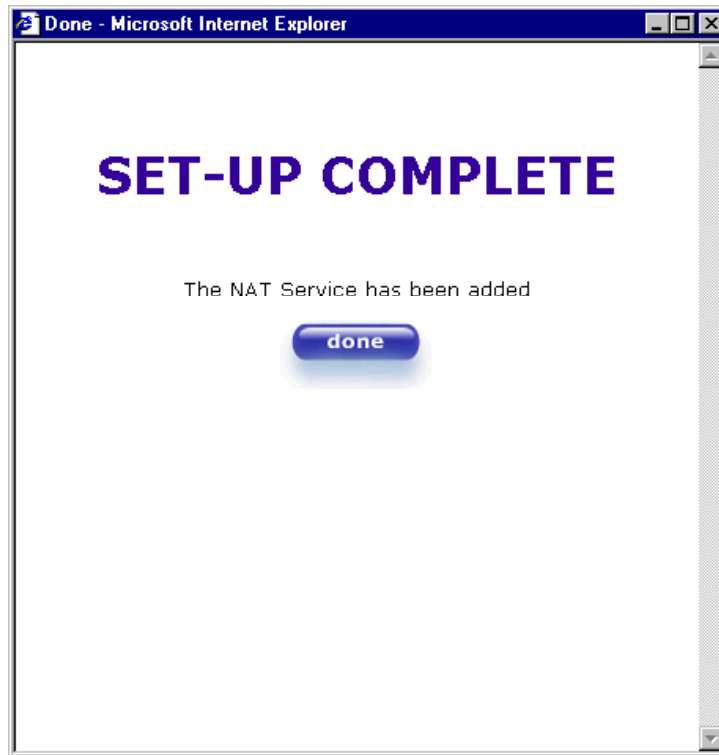 Done - Microsoft Internet Explorer
SET-UP COMPLETE
The NAT Service has been added
done